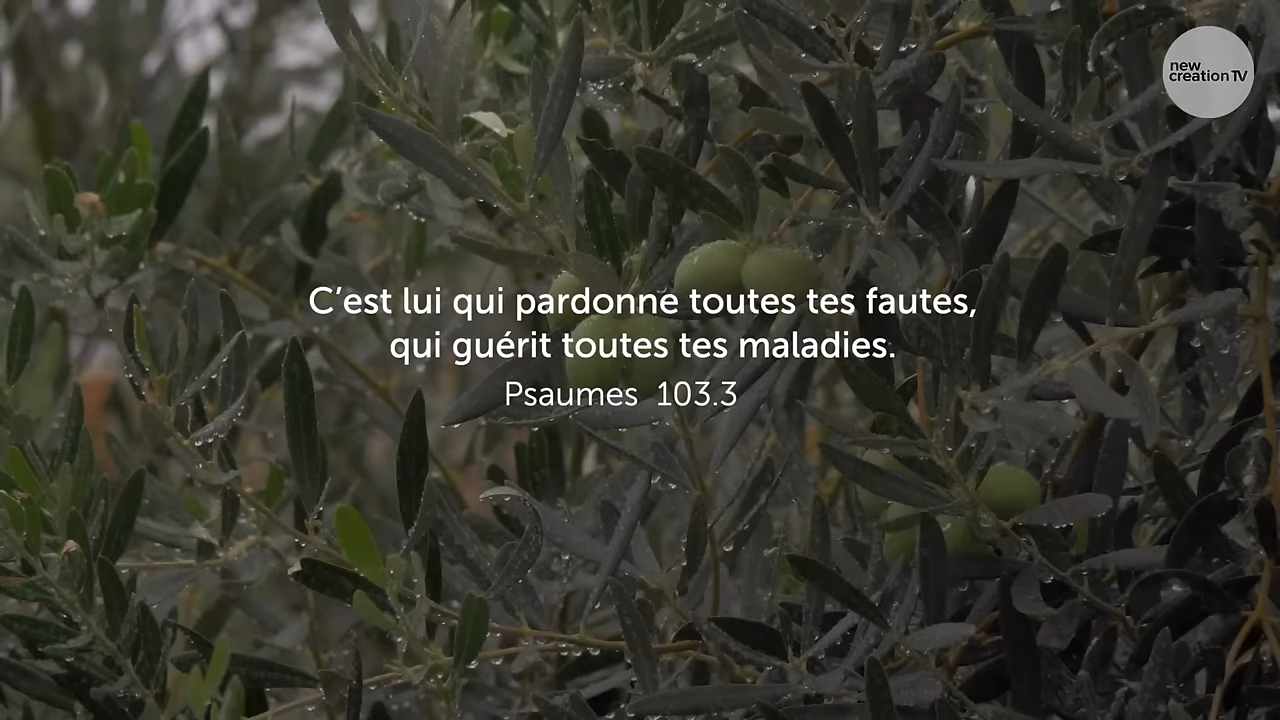 new
creation TV
C’est lui qui pardonne toutes tes fautes,
qui guérit toutes tes maladies.
Psaumes 103.3